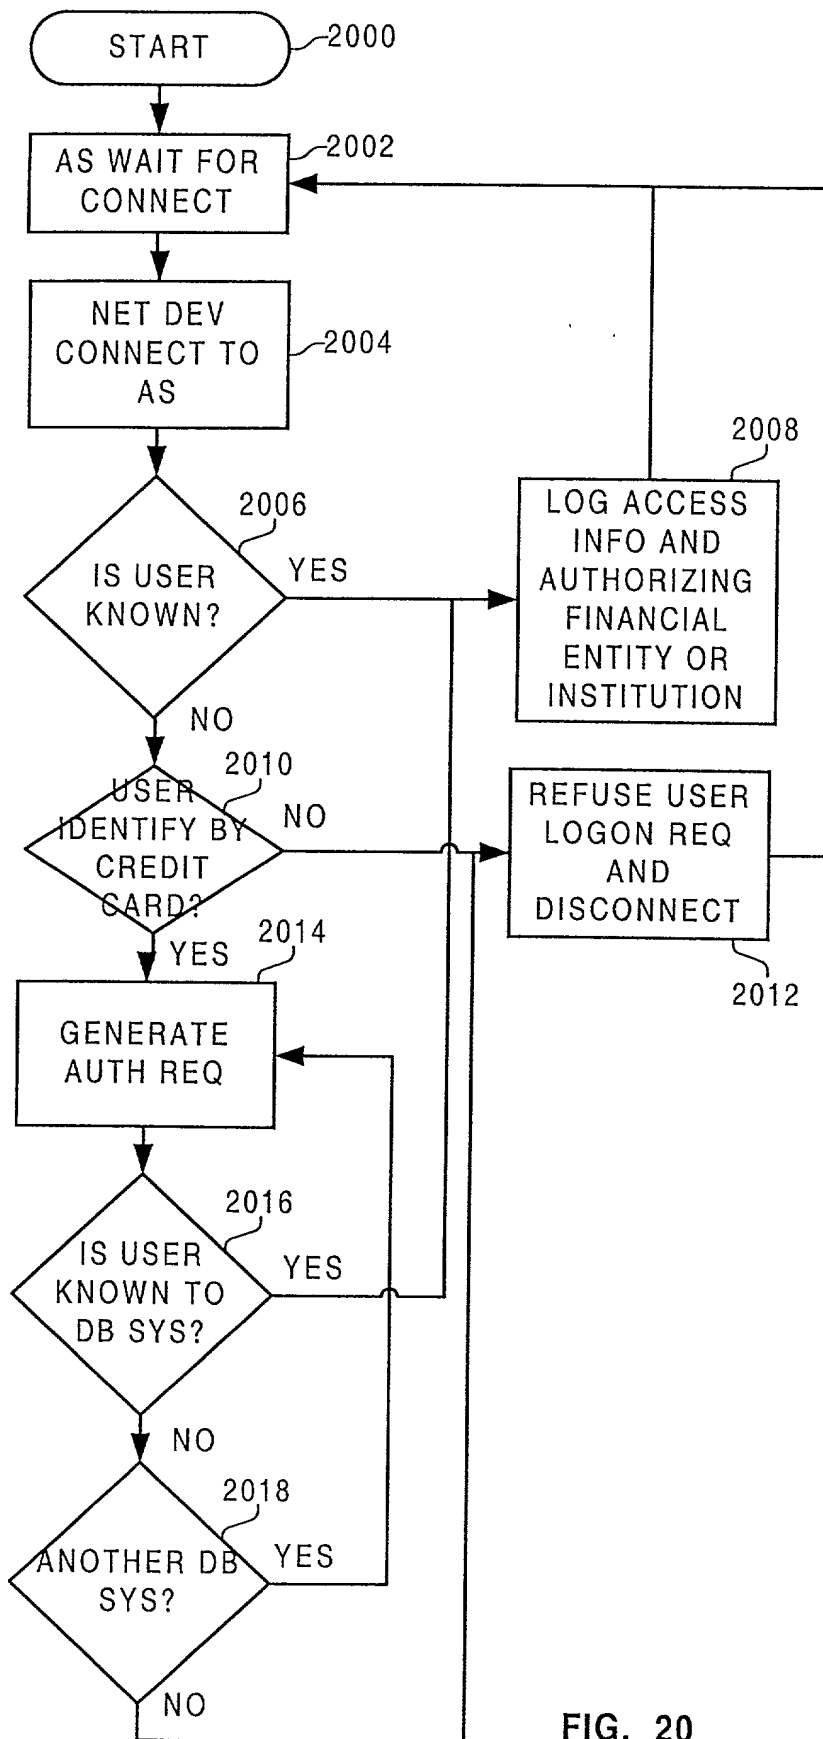 START
2000
AS WAIT FOR
CONNECT
2002
NET DEV
CONNECT TO
AS
2004
IS USER
KNOWN?
2006
YES
NO
LOG ACCESS
INFO AND
AUTHORIZING
FINANCIAL
ENTITY OR
INSTITUTION
2008
USER
IDENTIFY BY
CREDIT
CARD?
2010
NO
YES
REFUSE USER
LOGON REQ
AND
DISCONNECT
2012
GENERATE
AUTH REQ
2014
IS USER
KNOWN TO
DB SYS?
2016
YES
NO
ANOTHER DB
SYS?
2018
YES
NO
FIG. 20